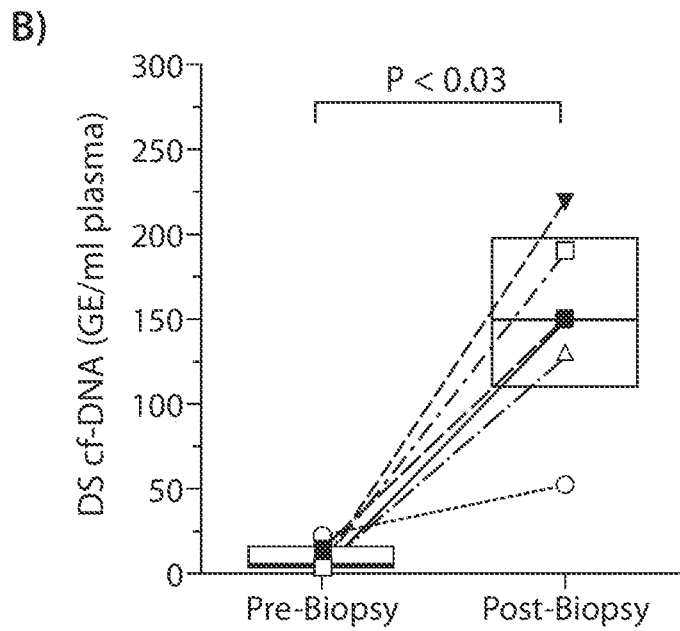 B)
DS cf-DNA (GE/ml plasma)
300
250
200
150
100
50
0
P < 0.03
Pre-Biopsy
Post-Biopsy